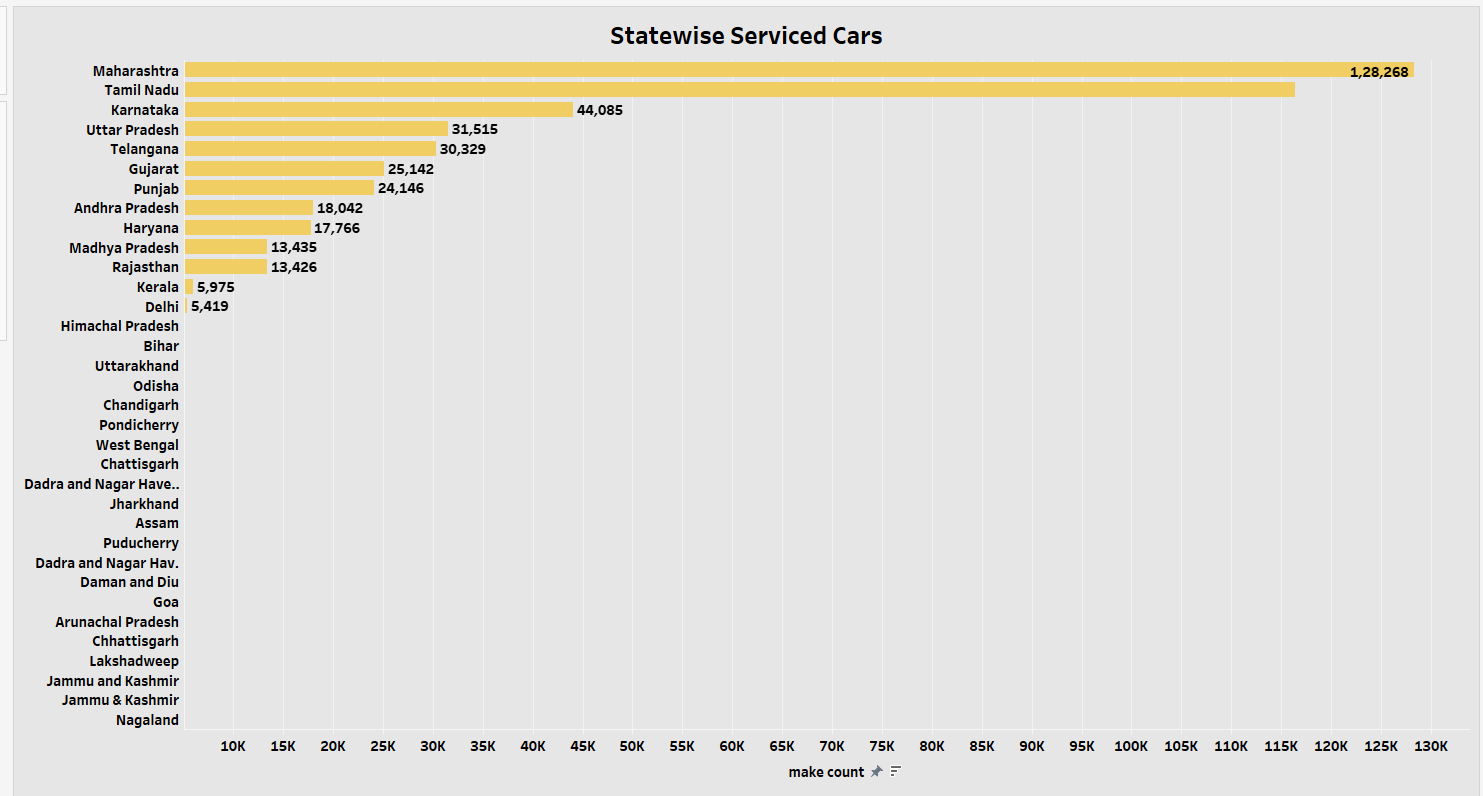 Statewise Serviced Cars
Maharashtra 1,28,268
Tamil Nadu
Karnataka 44,085
Uttar Pradesh 31,515
Telangana 30,329
Gujarat 25,142
Punjab 24,146
Andhra Pradesh 18,042
Haryana 17,766
Madhya Pradesh 13,435
Rajasthan 13,426
Kerala 5,975
Delhi 5,419
Himachal Pradesh
Bihar
Uttarakhand
Odisha
Chandigarh
Pondicherry
West Bengal
Chattisgarh
Dadra and Nagar Have..
Jharkhand
Assam
Puducherry
Dadra and Nagar Hav.
Daman and Diu
Goa
Arunachal Pradesh
Chhattisgarh
Lakshadweep
Jammu and Kashmir
Jammu & Kashmir
Nagaland
10K 15K 20K 25K 30K 35K 40K 45K 50K 55K 60K 65K 70K 75K 80K 85K 90K 95K 100K 105K 110K 115K 120K 125K 130K
make count